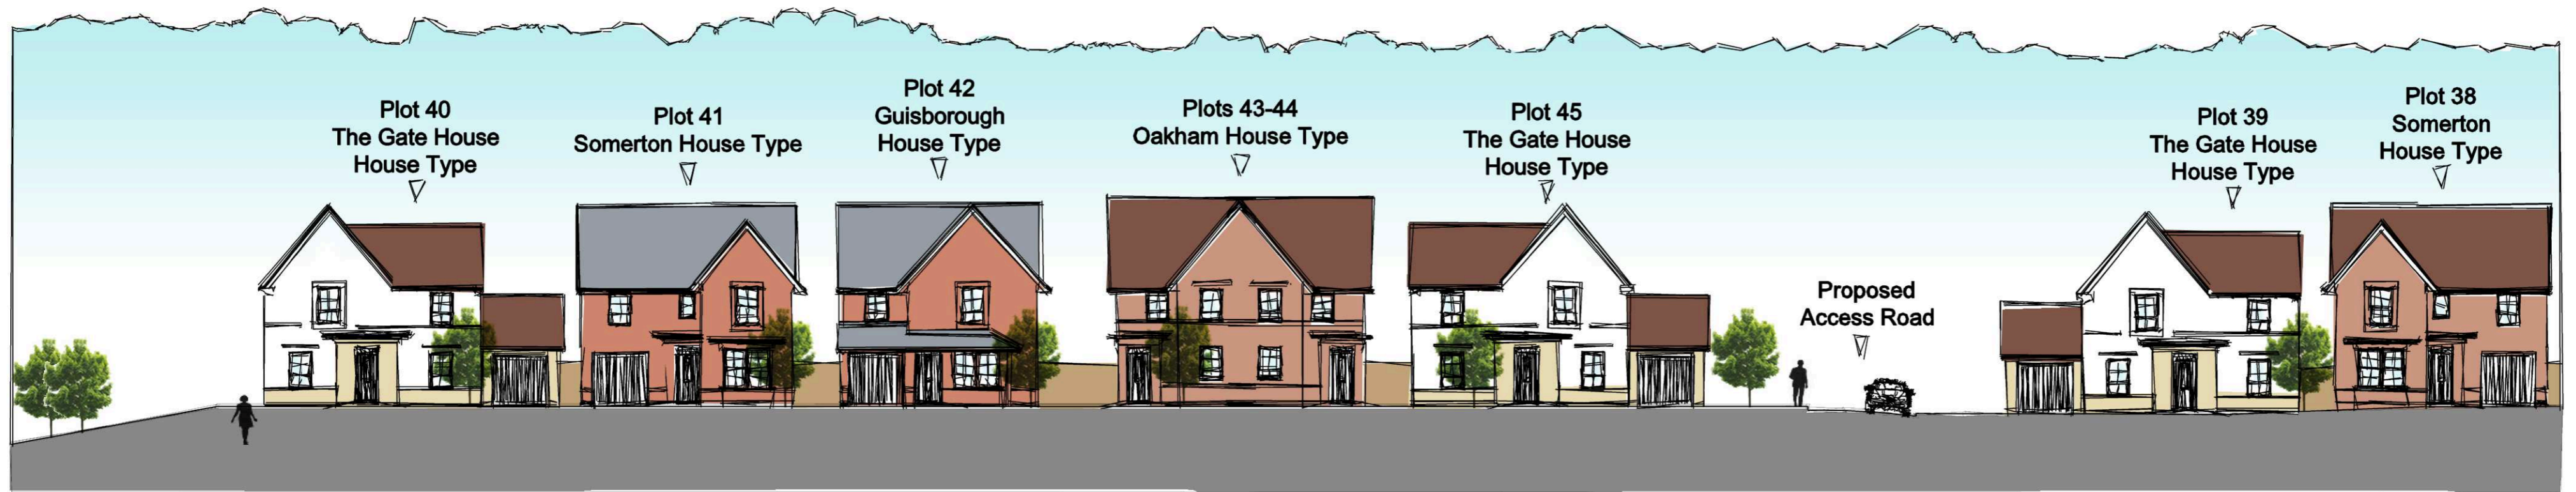 Plot 40
The Gate House
House Type
Plot 41
Somerton House Type
Plot 42
Guisborough
House Type
Plots 43-44
Oakham House Type
Plot 45
The Gate House
House Type
Proposed
Access Road
Plot 39
The Gate House
House Type
Plot 38
Somerton
House Type